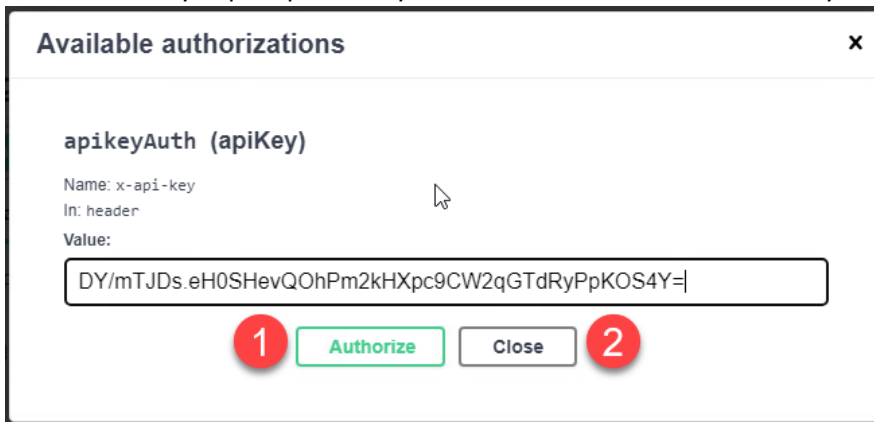 Available authorizations x
apikeyAuth (apiKey)
Name: x-api-key
In: header
Value:
DY/mTJDs.eH0SHevQOhPm2kHXpc9CW2qGTdRyPpKOS4Y=
1 Authorize Close 2